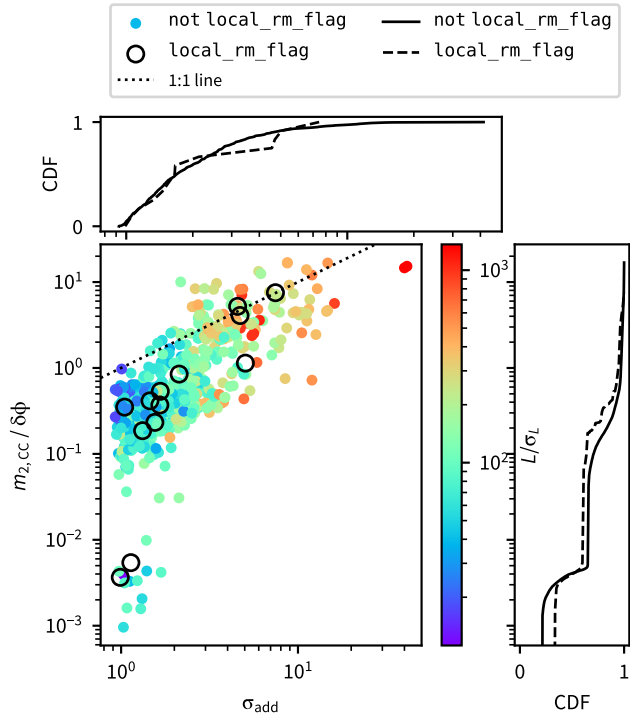 not local_rm_flag
local_rm_flag
1:1 line
not local_rm_flag
local_rm_flag
CDF
1
0
10¹
10⁰
10⁻¹
10⁻²
10⁻³
m₂,CC / δϕ
10⁰
10¹
σadd
10³
10²
L/σL
0
1
CDF